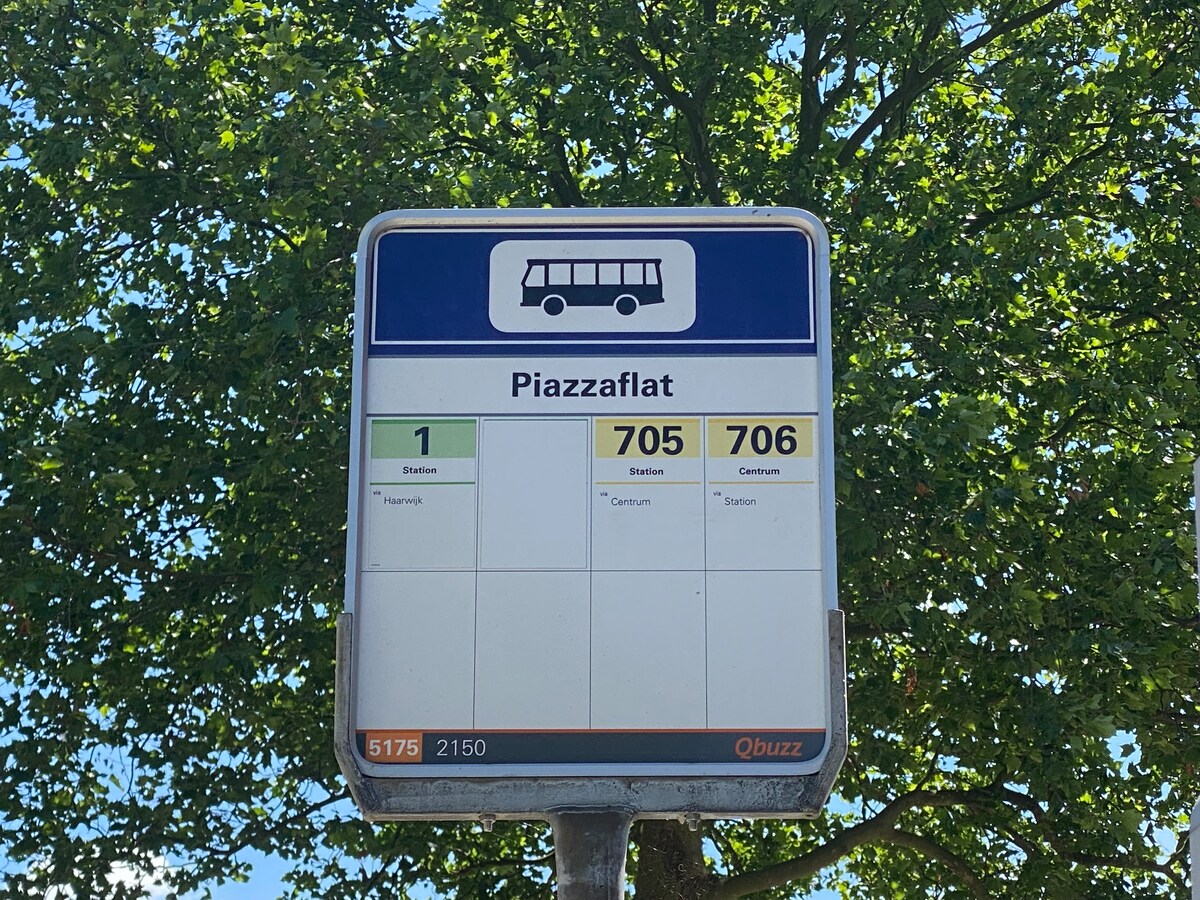 Piazzaflat
1
Station
via Haarwijk
705
Station
via Centrum
706
Centrum
via Station
5175 2150 Qbuzz